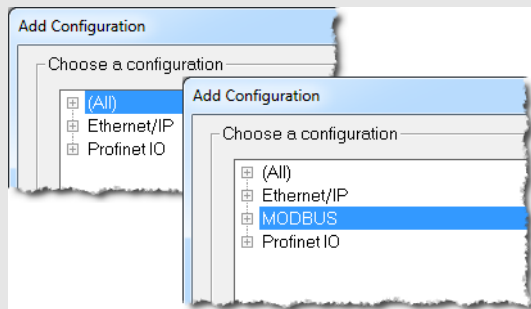 Add Configuration
Choose a configuration
(All)
Ethernet/IP
Profinet IO
Add Configuration
Choose a configuration
(All)
Ethernet/IP
MODBUS
Profinet IO